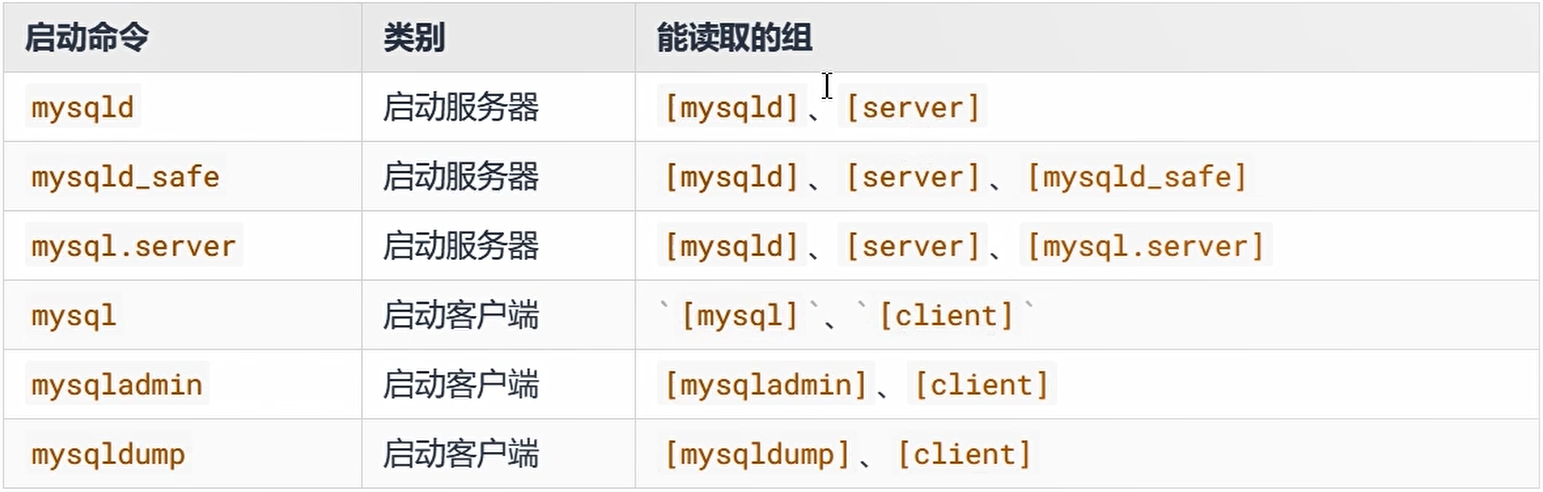 启动命令 类别 能读取的组
mysqld 启动服务器 [mysqld]、[server]
mysqld_safe 启动服务器 [mysqld]、[server]、[mysqld_safe]
mysql.server 启动服务器 [mysqld]、[server]、[mysql.server]
mysql 启动客户端 `[mysql]`、`[client]`
mysqladmin 启动客户端 [mysqladmin]、[client]
mysqldump 启动客户端 [mysqldump]、[client]